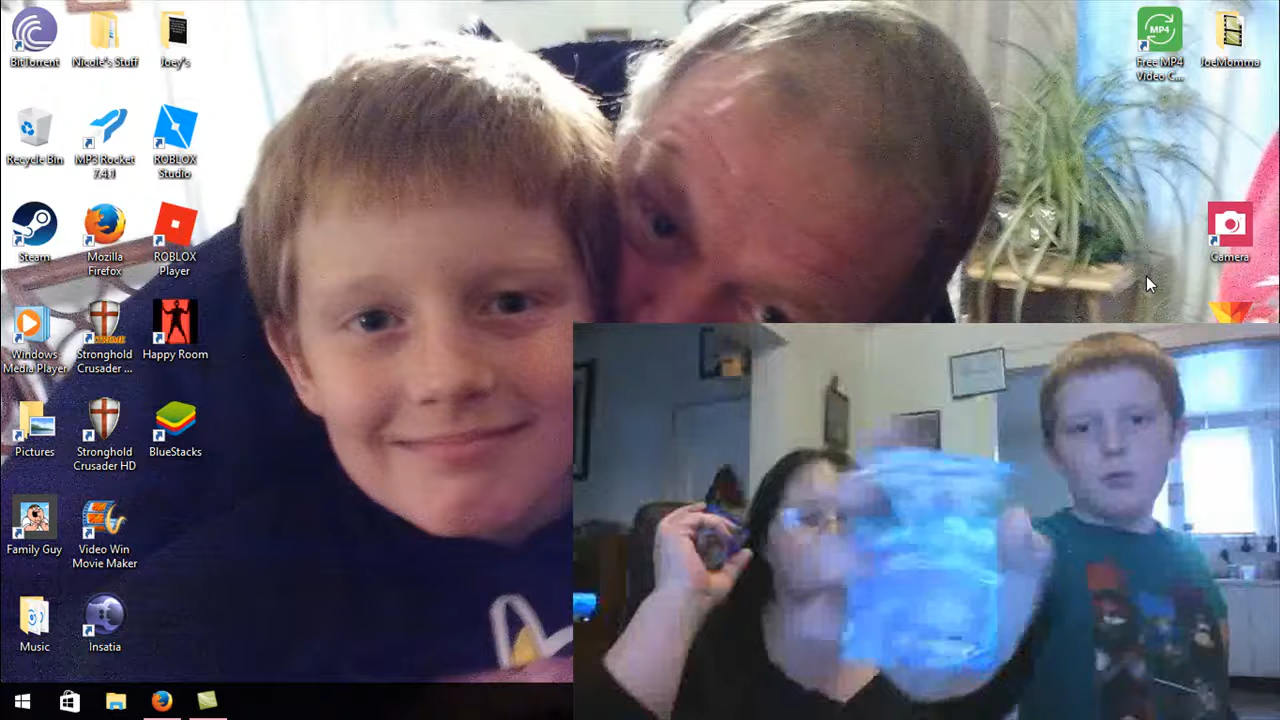 BitTorrent
Nicole's Stuff
Joey's
MP4
Free MP4
Video C...
JoeMomma
Recycle Bin
MP3 Rocket
7.4.1
ROBLOX
Studio
Steam
Mozilla
Firefox
ROBLOX
Player
Camera
Windows
Media Player
Stronghold
Crusader ...
Happy Room
Pictures
Stronghold
Crusader HD
BlueStacks
Family Guy
Video Win
Movie Maker
Music
Insatia